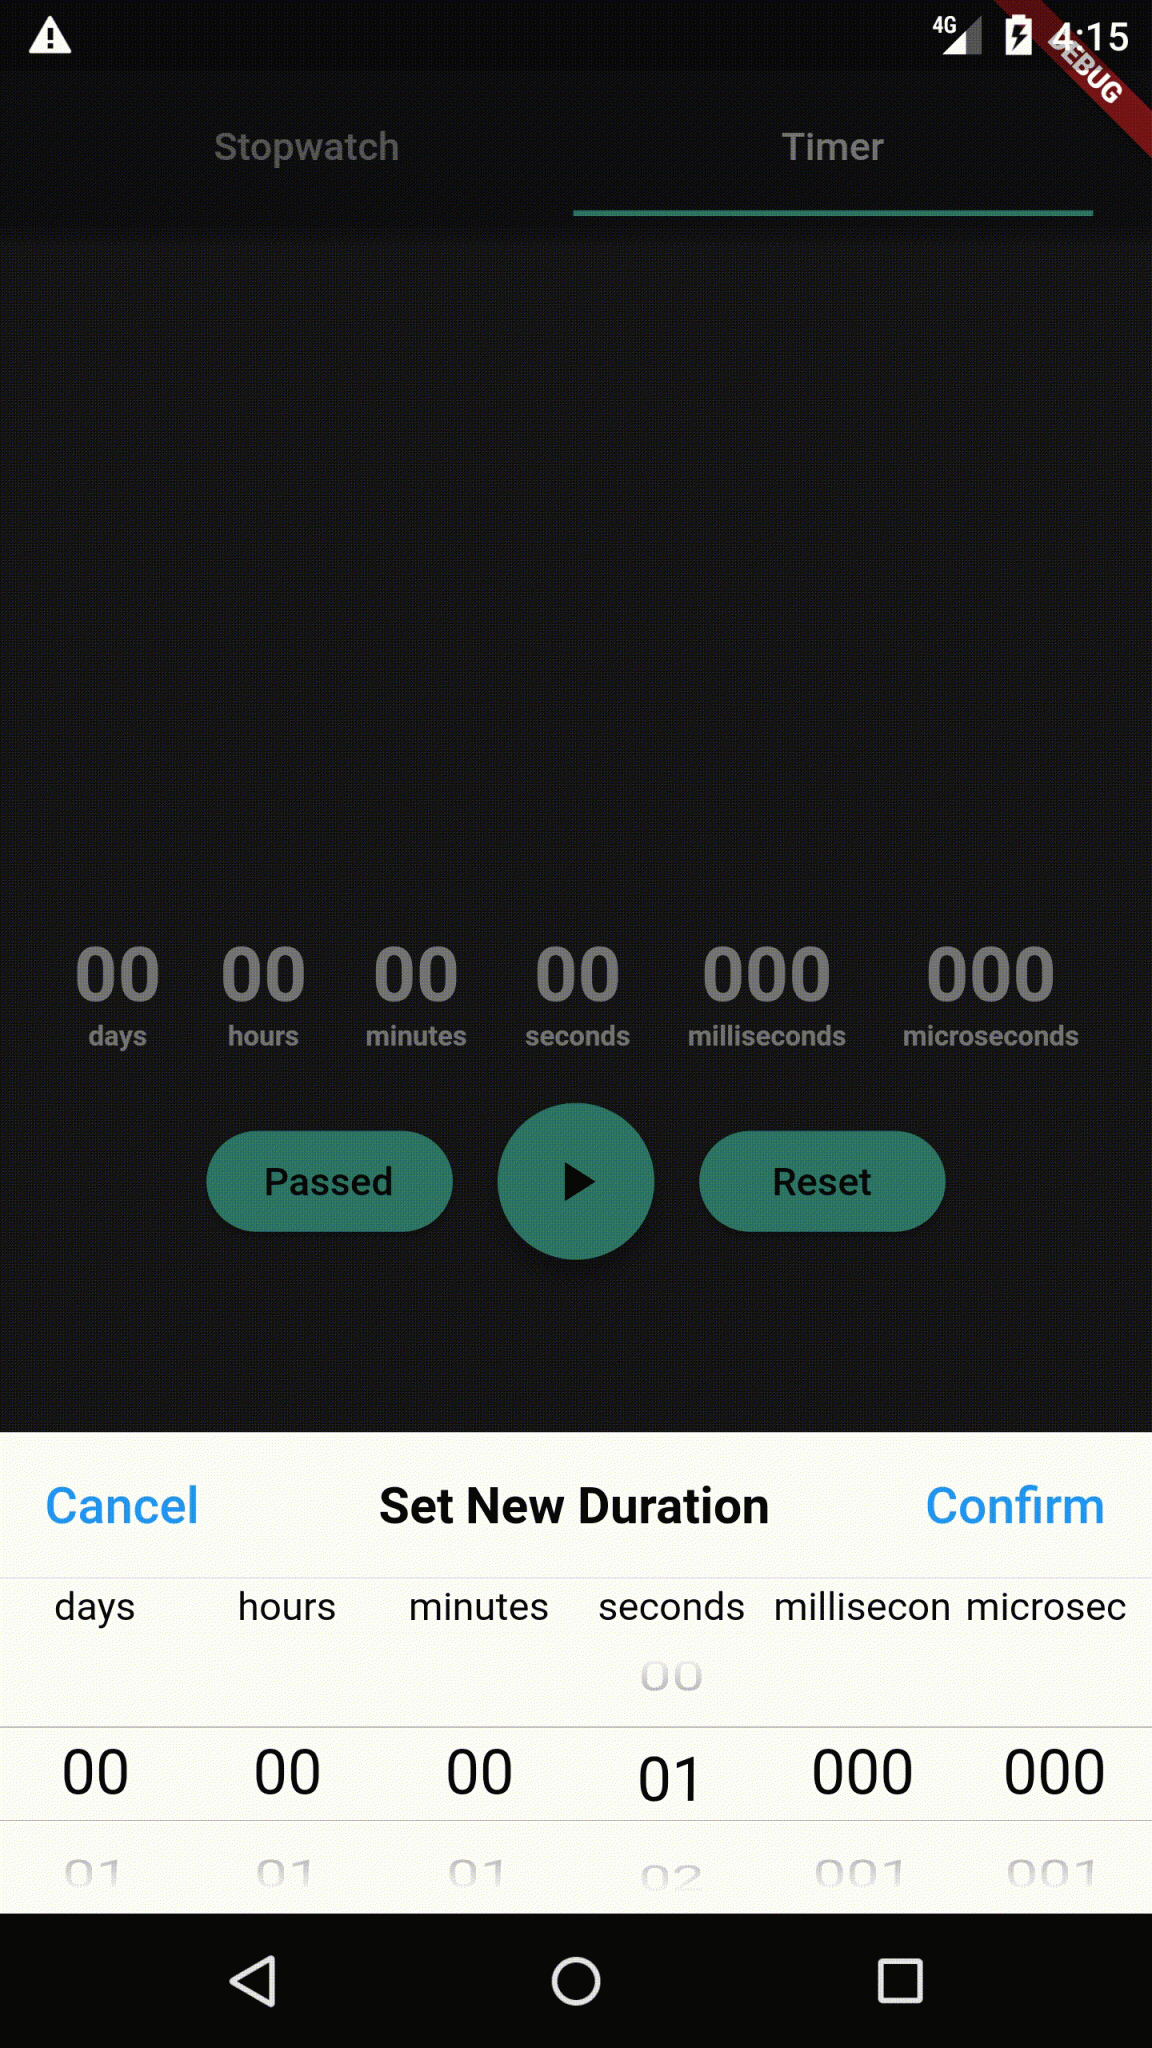 4G 4:15
DEBUG
Stopwatch Timer
00 00 00 00 000 000
days hours minutes seconds milliseconds microseconds
Passed Reset
Cancel Set New Duration Confirm
days hours minutes seconds millisecon microsec
00
00 00 00 01 000 000
01 01 01 02 001 001